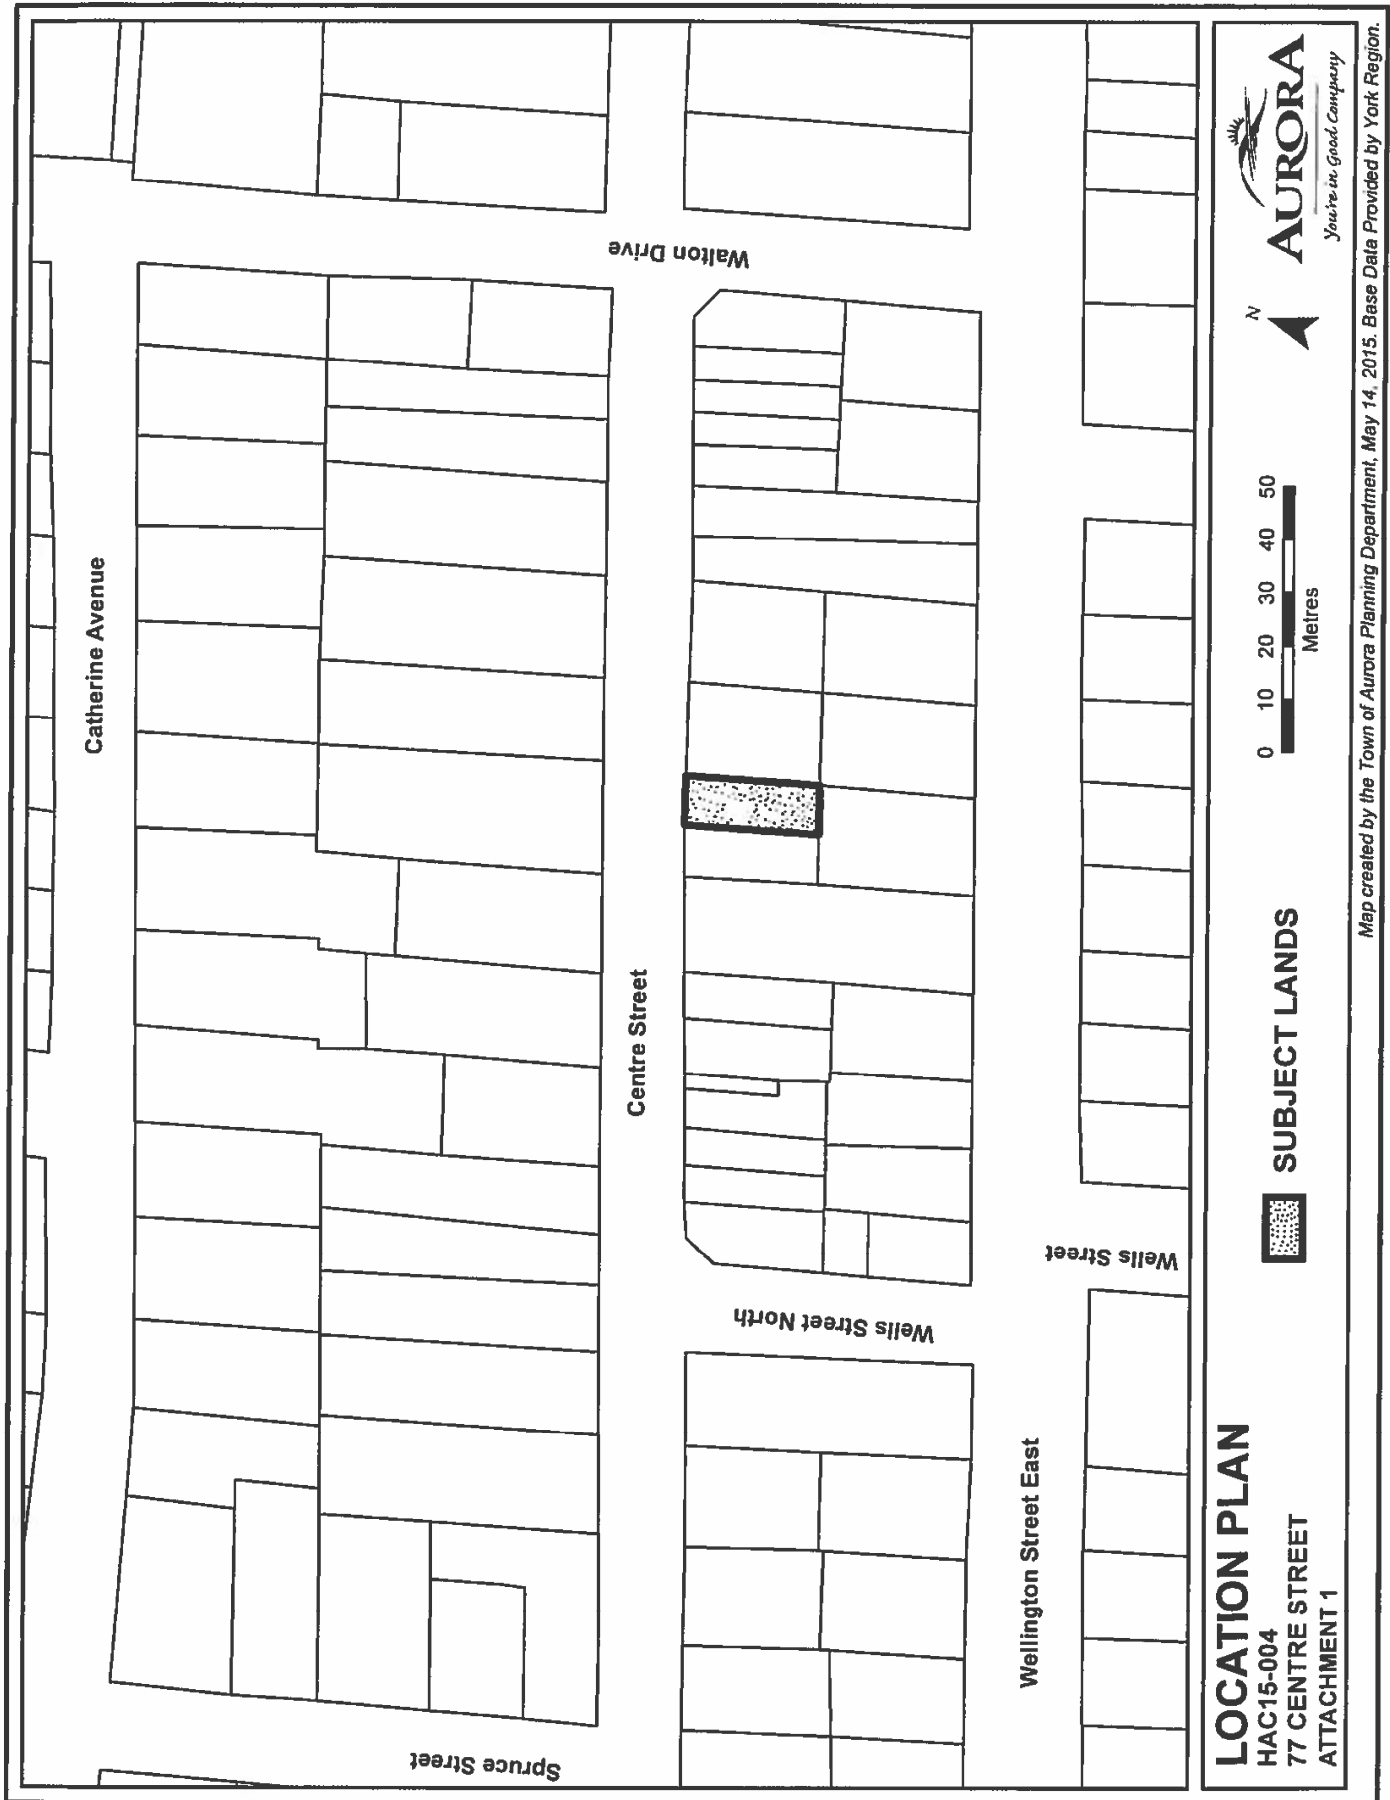 Catherine Avenue
Walton Drive
Centre Street
Wells Street North
Wells Street
Wellington Street East
Spruce Street
LOCATION PLAN
HAC15-004
77 CENTRE STREET
ATTACHMENT 1
SUBJECT LANDS
0 10 20 30 40 50
Metres
N
AURORA
You're in Good Company
Map created by the Town of Aurora Planning Department, May 14, 2015. Base Data Provided by York Region.